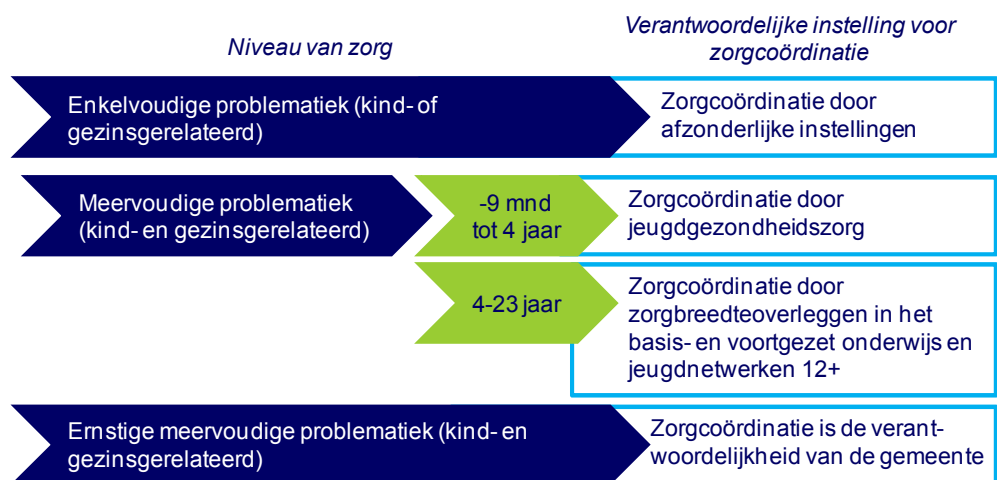 Niveau van zorg
Verantwoordelijke instelling voor
zorgcoördinatie
Enkelvoudige problematiek (kind- of
gezinsgerelateerd)
Zorgcoördinatie door
afzonderlijke instellingen
Meervoudige problematiek
(kind- en gezinsgerelateerd)
-9 mnd
tot 4 jaar
Zorgcoördinatie door
jeugdgezondheidszorg
4-23 jaar
Zorgcoördinatie door
zorgbreedteoverleggen in het
basis- en voortgezet onderwijs en
jeugdnetwerken 12+
Ernstige meervoudige problematiek (kind- en
gezinsgerelateerd)
Zorgcoördinatie is de verant-
woordelijkheid van de gemeente